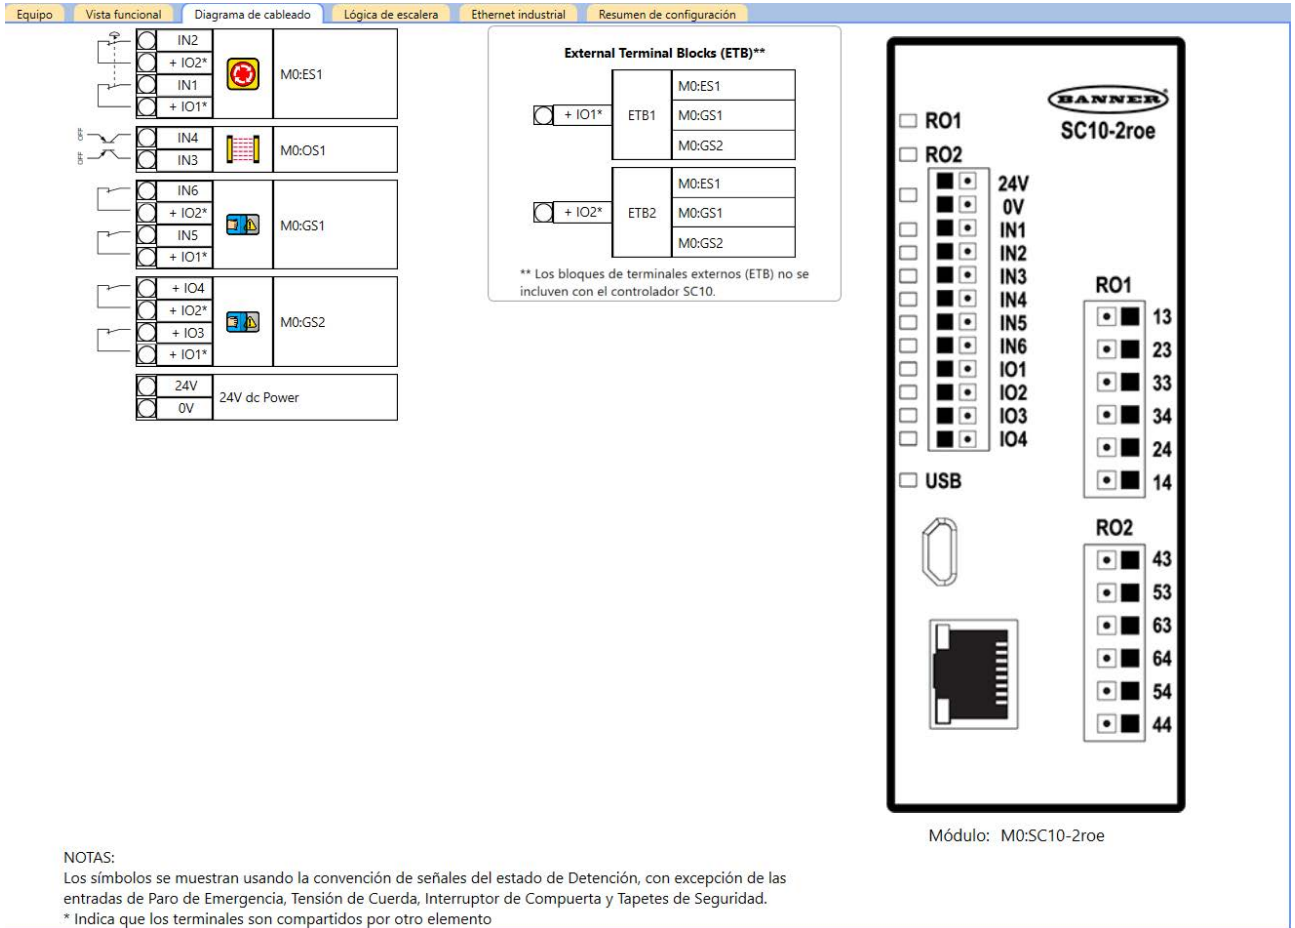 Equipo
Vista funcional
Diagrama de cableado
Lógica de escalera
Ethernet industrial
Resumen de configuración
IN2
+ IO2*
IN1
+ IO1*
M0:ES1
OFF
OFF
IN4
IN3
M0:OS1
IN6
+ IO2*
IN5
+ IO1*
M0:GS1
+ IO4
+ IO2*
+ IO3
+ IO1*
M0:GS2
24V
0V
24V dc Power
External Terminal Blocks (ETB)**
+ IO1*
ETB1
M0:ES1
M0:GS1
M0:GS2
+ IO2*
ETB2
M0:ES1
M0:GS1
M0:GS2
** Los bloques de terminales externos (ETB) no se
incluven con el controlador SC10.
BANNER
SC10-2roe
RO1
RO2
24V
0V
IN1
IN2
IN3
IN4
IN5
IN6
IO1
IO2
IO3
IO4
USB
RO1
13
23
33
34
24
14
RO2
43
53
63
64
54
44
Módulo: M0:SC10-2roe
NOTAS:
Los símbolos se muestran usando la convención de señales del estado de Detención, con excepción de las
entradas de Paro de Emergencia, Tensión de Cuerda, Interruptor de Compuerta y Tapetes de Seguridad.
* Indica que los terminales son compartidos por otro elemento